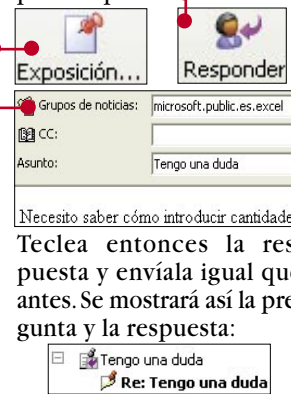 Exposición...
Responder
Grupos de noticias: microsoft.public.es.excel
CC:
Asunto: Tengo una duda
Necesito saber cómo introducir cantidade
Teclea entonces la res-
puesta y envíala igual que
antes. Se mostrará así la pre-
gunta y la respuesta:
Tengo una duda
Re: Tengo una duda